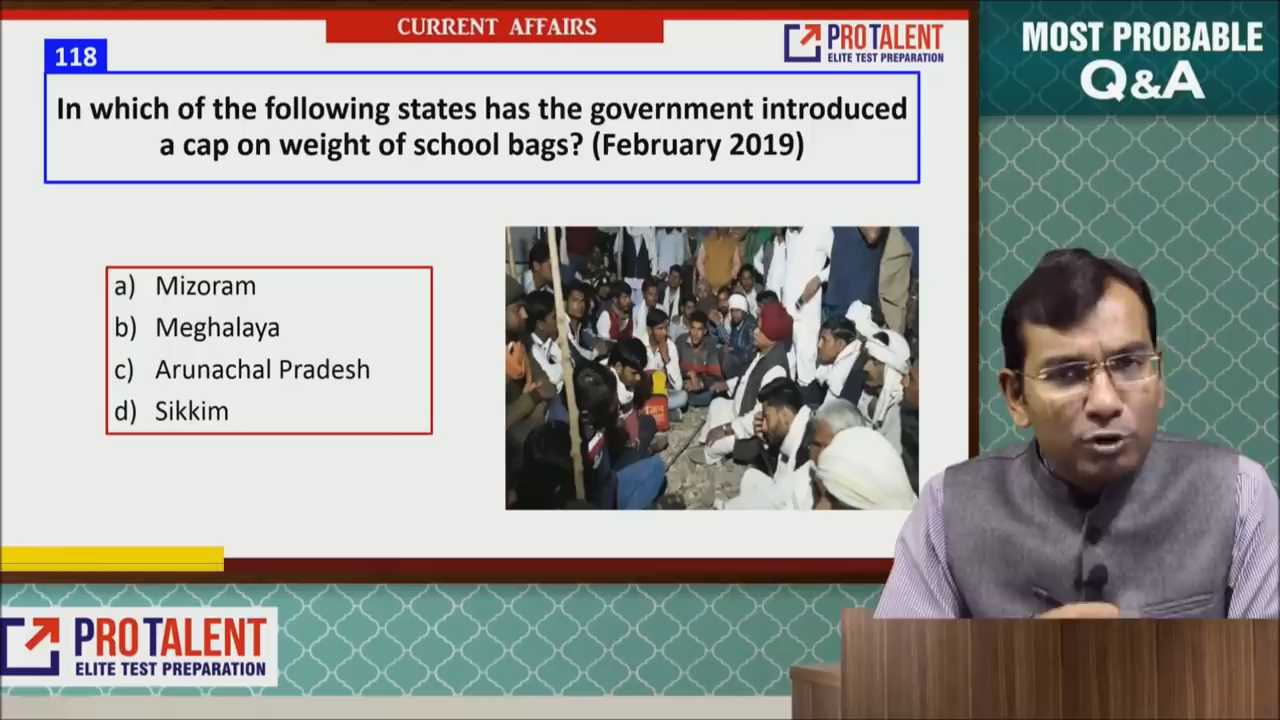 CURRENT AFFAIRS
PROTALENT
ELITE TEST PREPARATION
MOST PROBABLE
Q&A
118
In which of the following states has the government introduced
a cap on weight of school bags? (February 2019)
a) Mizoram
b) Meghalaya
c) Arunachal Pradesh
d) Sikkim
PROTALENT
ELITE TEST PREPARATION